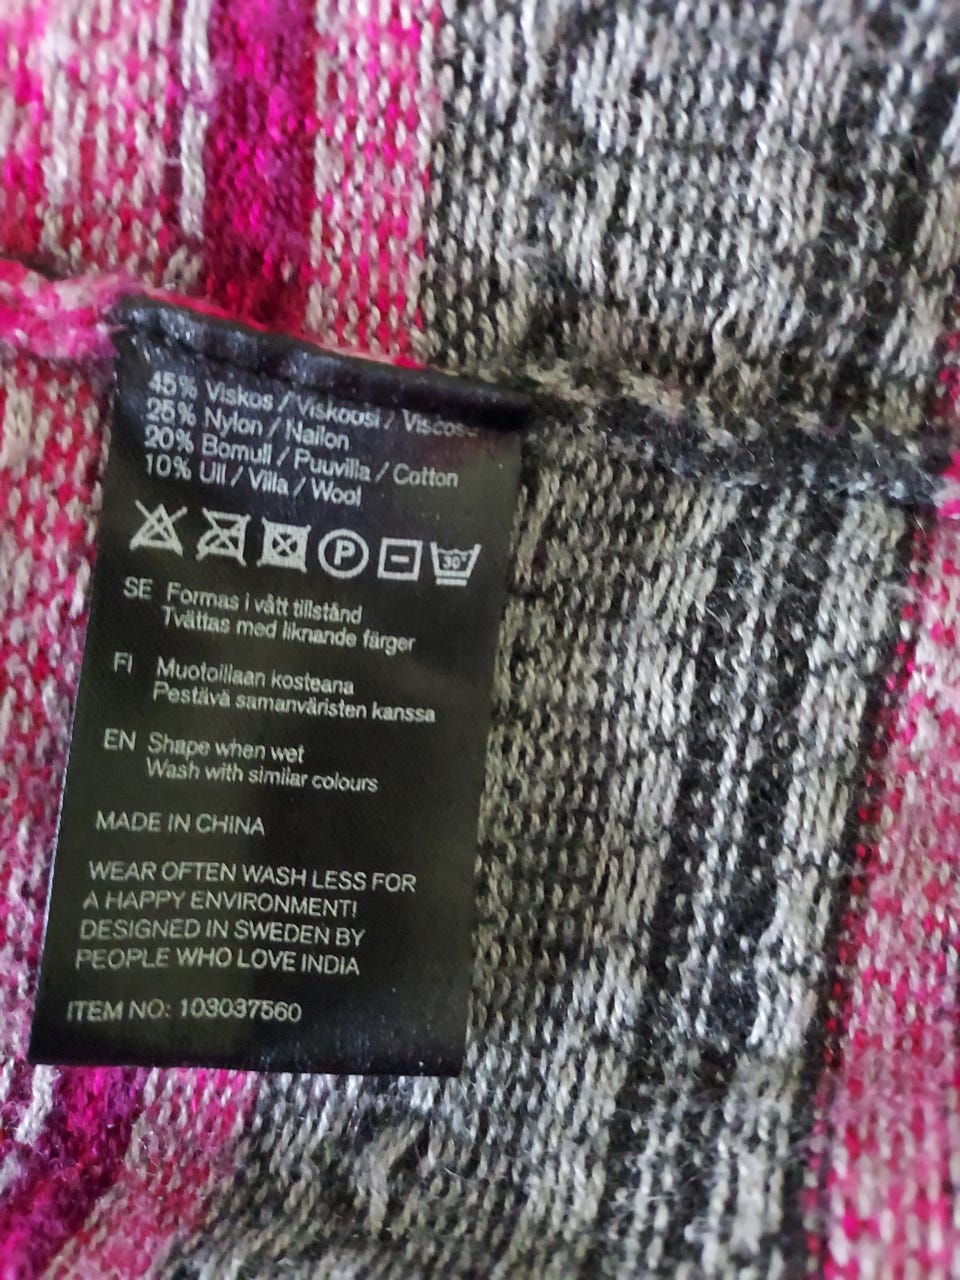 45% Viskos / Viskoosi / Viscose
25% Nylon / Nailon
20% Bomull / Puuvilla / Cotton
10% Ull / Villa / Wool
P 30°
SE Formas i vått tillstånd
Tvättas med liknande färger
FI Muotoillaan kosteana
Pestävä samanväristen kanssa
EN Shape when wet
Wash with similar colours
MADE IN CHINA
WEAR OFTEN WASH LESS FOR
A HAPPY ENVIRONMENT!
DESIGNED IN SWEDEN BY
PEOPLE WHO LOVE INDIA
ITEM NO: 103037560